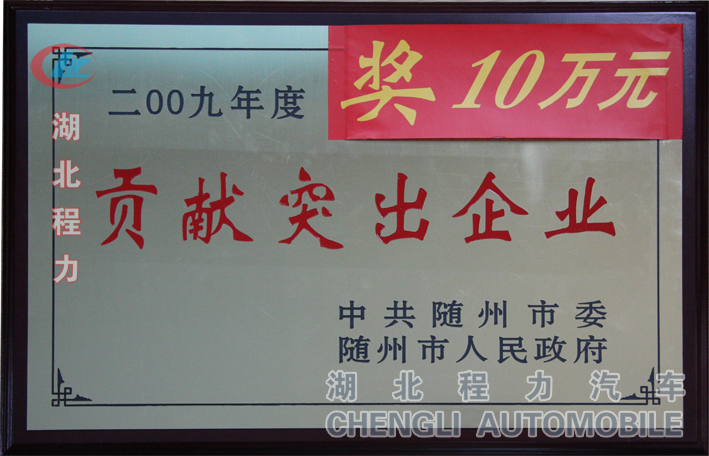 二00九年度
奖 10万元
湖北程力
贡献突出企业
中共随州市委
随州市人民政府
湖北程力汽车
CHENGLI AUTOMOBILE